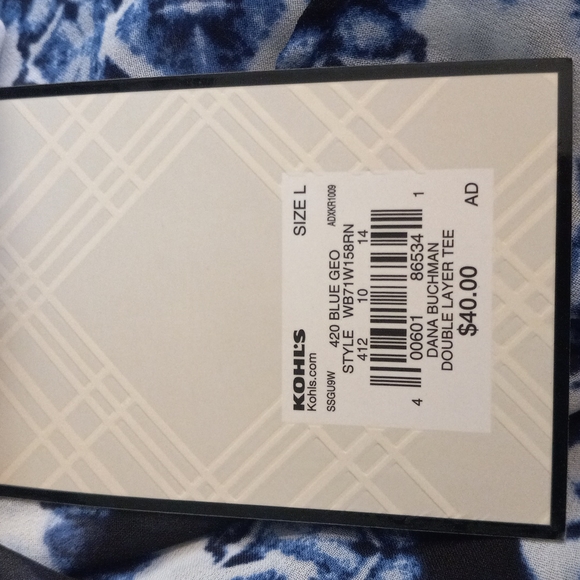 KOHL'S SIZE L
Kohls.com
SSGU9W ADXKR1009
420 BLUE GEO
STYLE WB71W158RN
412 10 14
4 00601 86534 1
DANA BUCHMAN
DOUBLE LAYER TEE
$40.00 AD